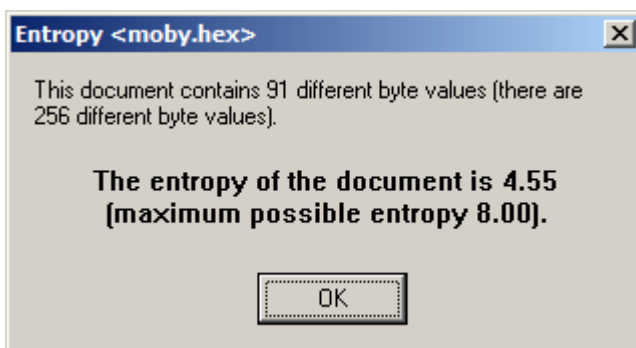 Entropy <moby.hex>
This document contains 91 different byte values (there are
256 different byte values).
The entropy of the document is 4.55
(maximum possible entropy 8.00).
OK